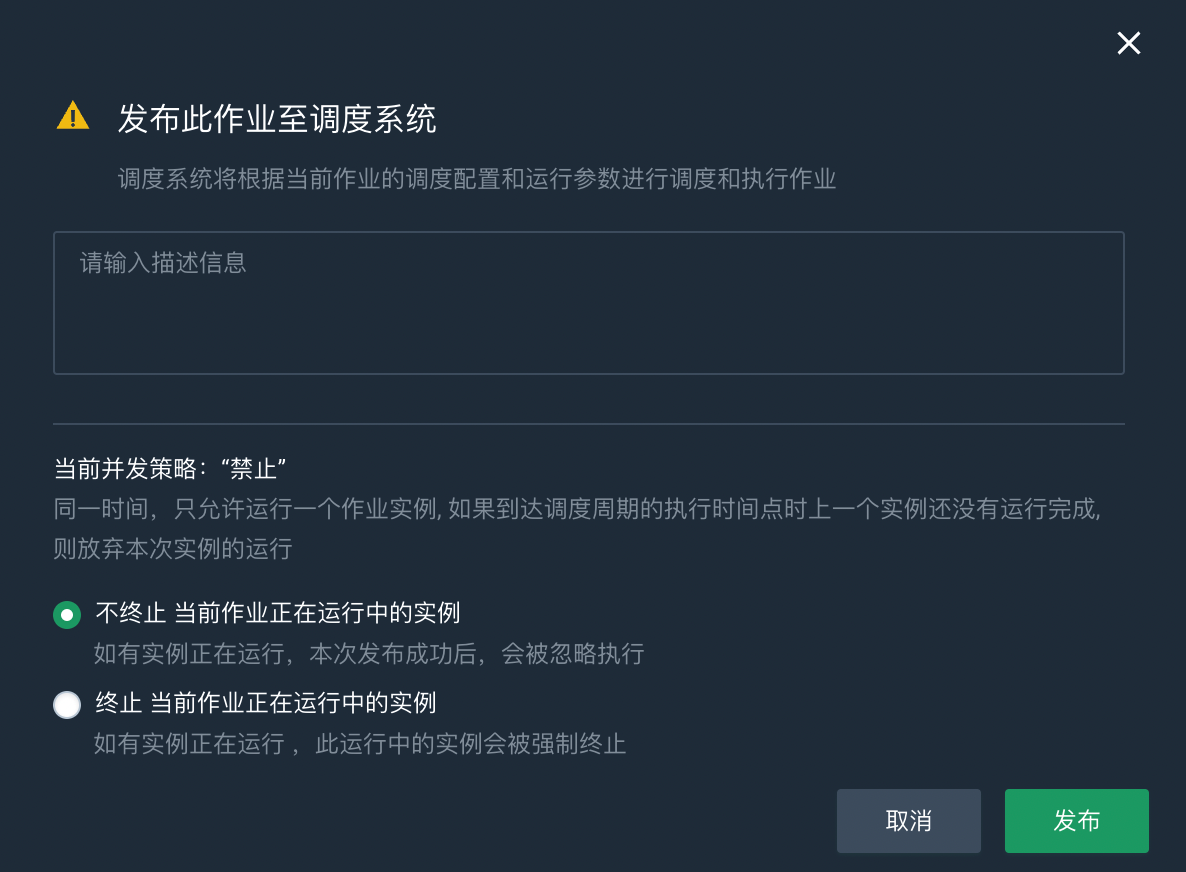 发布此作业至调度系统
调度系统将根据当前作业的调度配置和运行参数进行调度和执行作业
请输入描述信息
当前并发策略：“禁止”
同一时间，只允许运行一个作业实例, 如果到达调度周期的执行时间点时上一个实例还没有运行完成,
则放弃本次实例的运行
不终止 当前作业正在运行中的实例
如有实例正在运行，本次发布成功后，会被忽略执行
终止 当前作业正在运行中的实例
如有实例正在运行 ，此运行中的实例会被强制终止
取消
发布